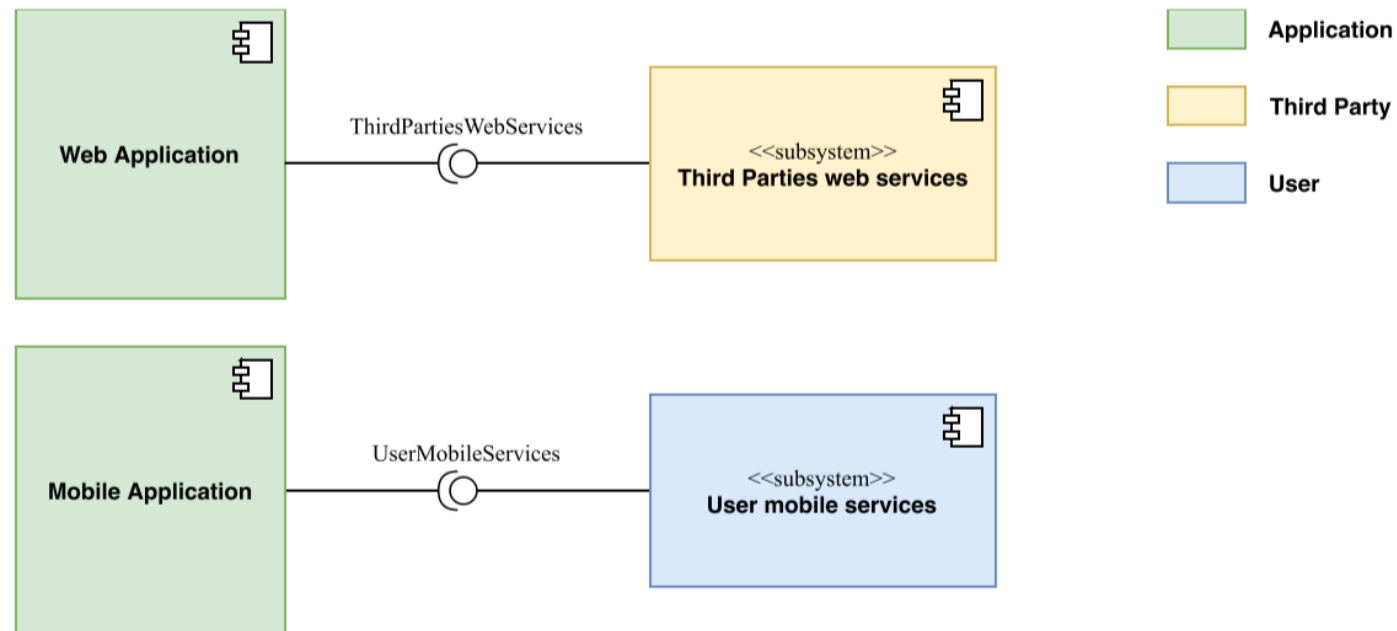 Web Application
ThirdPartiesWebServices
<<subsystem>>
Third Parties web services
Application
Third Party
User
Mobile Application
UserMobileServices
<<subsystem>>
User mobile services